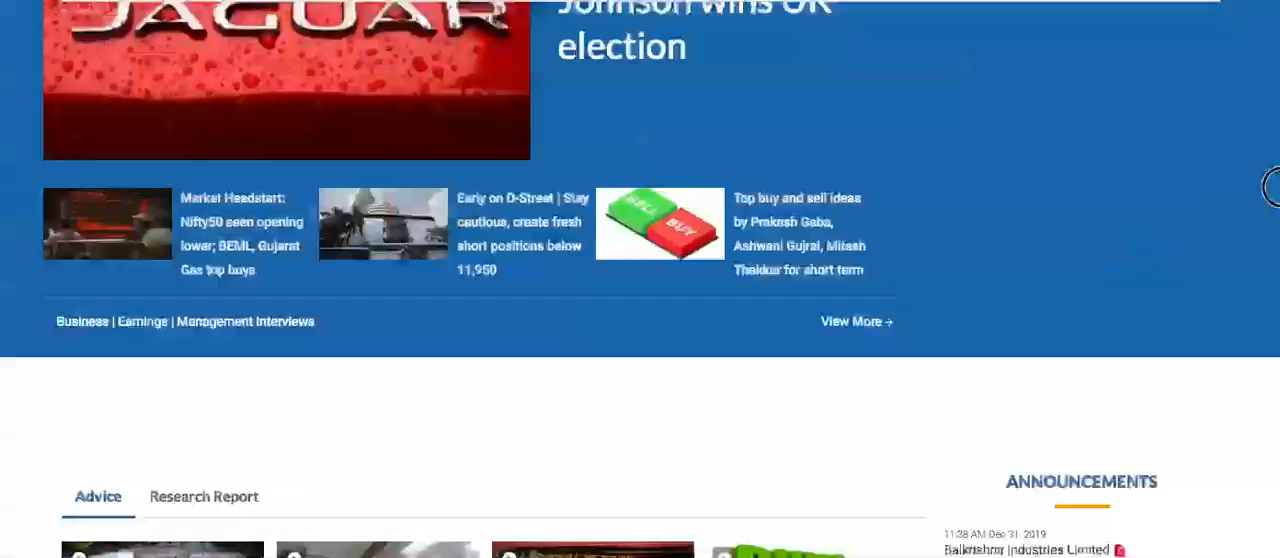 JAGUAR
Johnson wins UK
election
Market Headstart:
Nifty50 seen opening
lower; BEML, Gujarat
Gas top buys
Early on D-Street | Stay
cautious, create fresh
short positions below
11,950
SELL
BUY
Top buy and sell ideas
by Prakash Gaba,
Ashwani Gujral, Mitesh
Thakkar for short term
Business | Earnings | Management Interviews
View More →
ANNOUNCEMENTS
Advice
Research Report
11:38 AM Dec 31, 2019
Balkrishna Industries Limited